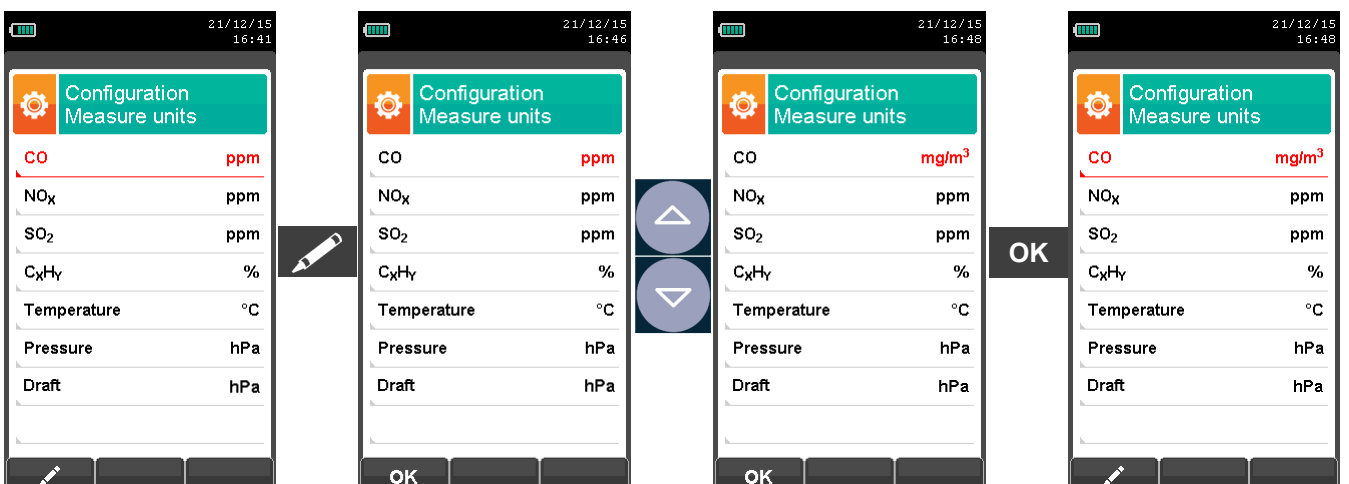 21/12/15
16:41
Configuration
Measure units
CO ppm
NOX ppm
SO2 ppm
CXHY %
Temperature °C
Pressure hPa
Draft hPa
21/12/15
16:46
Configuration
Measure units
CO ppm
NOX ppm
SO2 ppm
CXHY %
Temperature °C
Pressure hPa
Draft hPa
OK
21/12/15
16:48
Configuration
Measure units
CO mg/m³
NOX ppm
SO2 ppm
CXHY %
Temperature °C
Pressure hPa
Draft hPa
OK
OK
21/12/15
16:48
Configuration
Measure units
CO mg/m³
NOX ppm
SO2 ppm
CXHY %
Temperature °C
Pressure hPa
Draft hPa